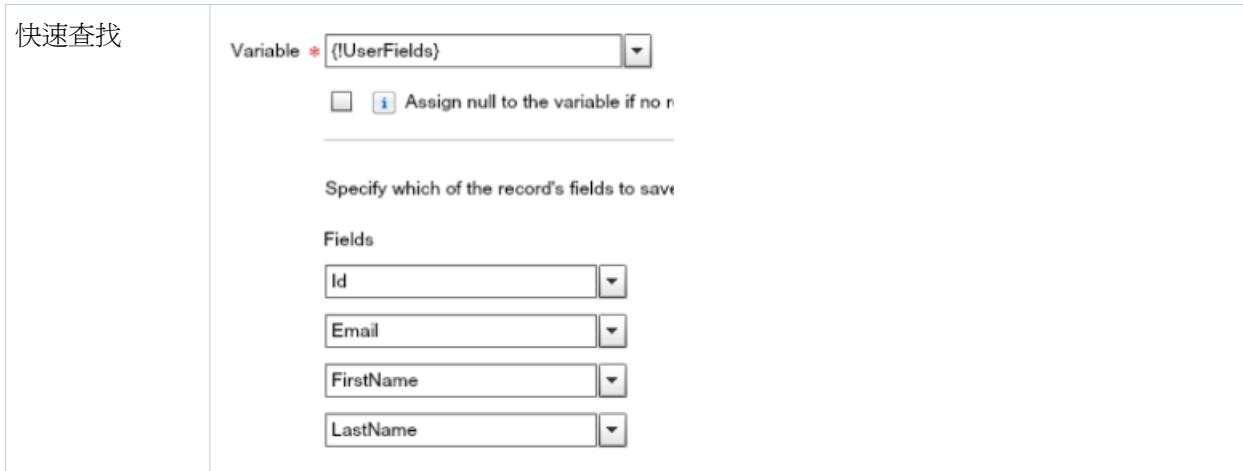 快速查找
Variable * {!UserFields}
i Assign null to the variable if no
Specify which of the record's fields to save
Fields
Id
Email
FirstName
LastName